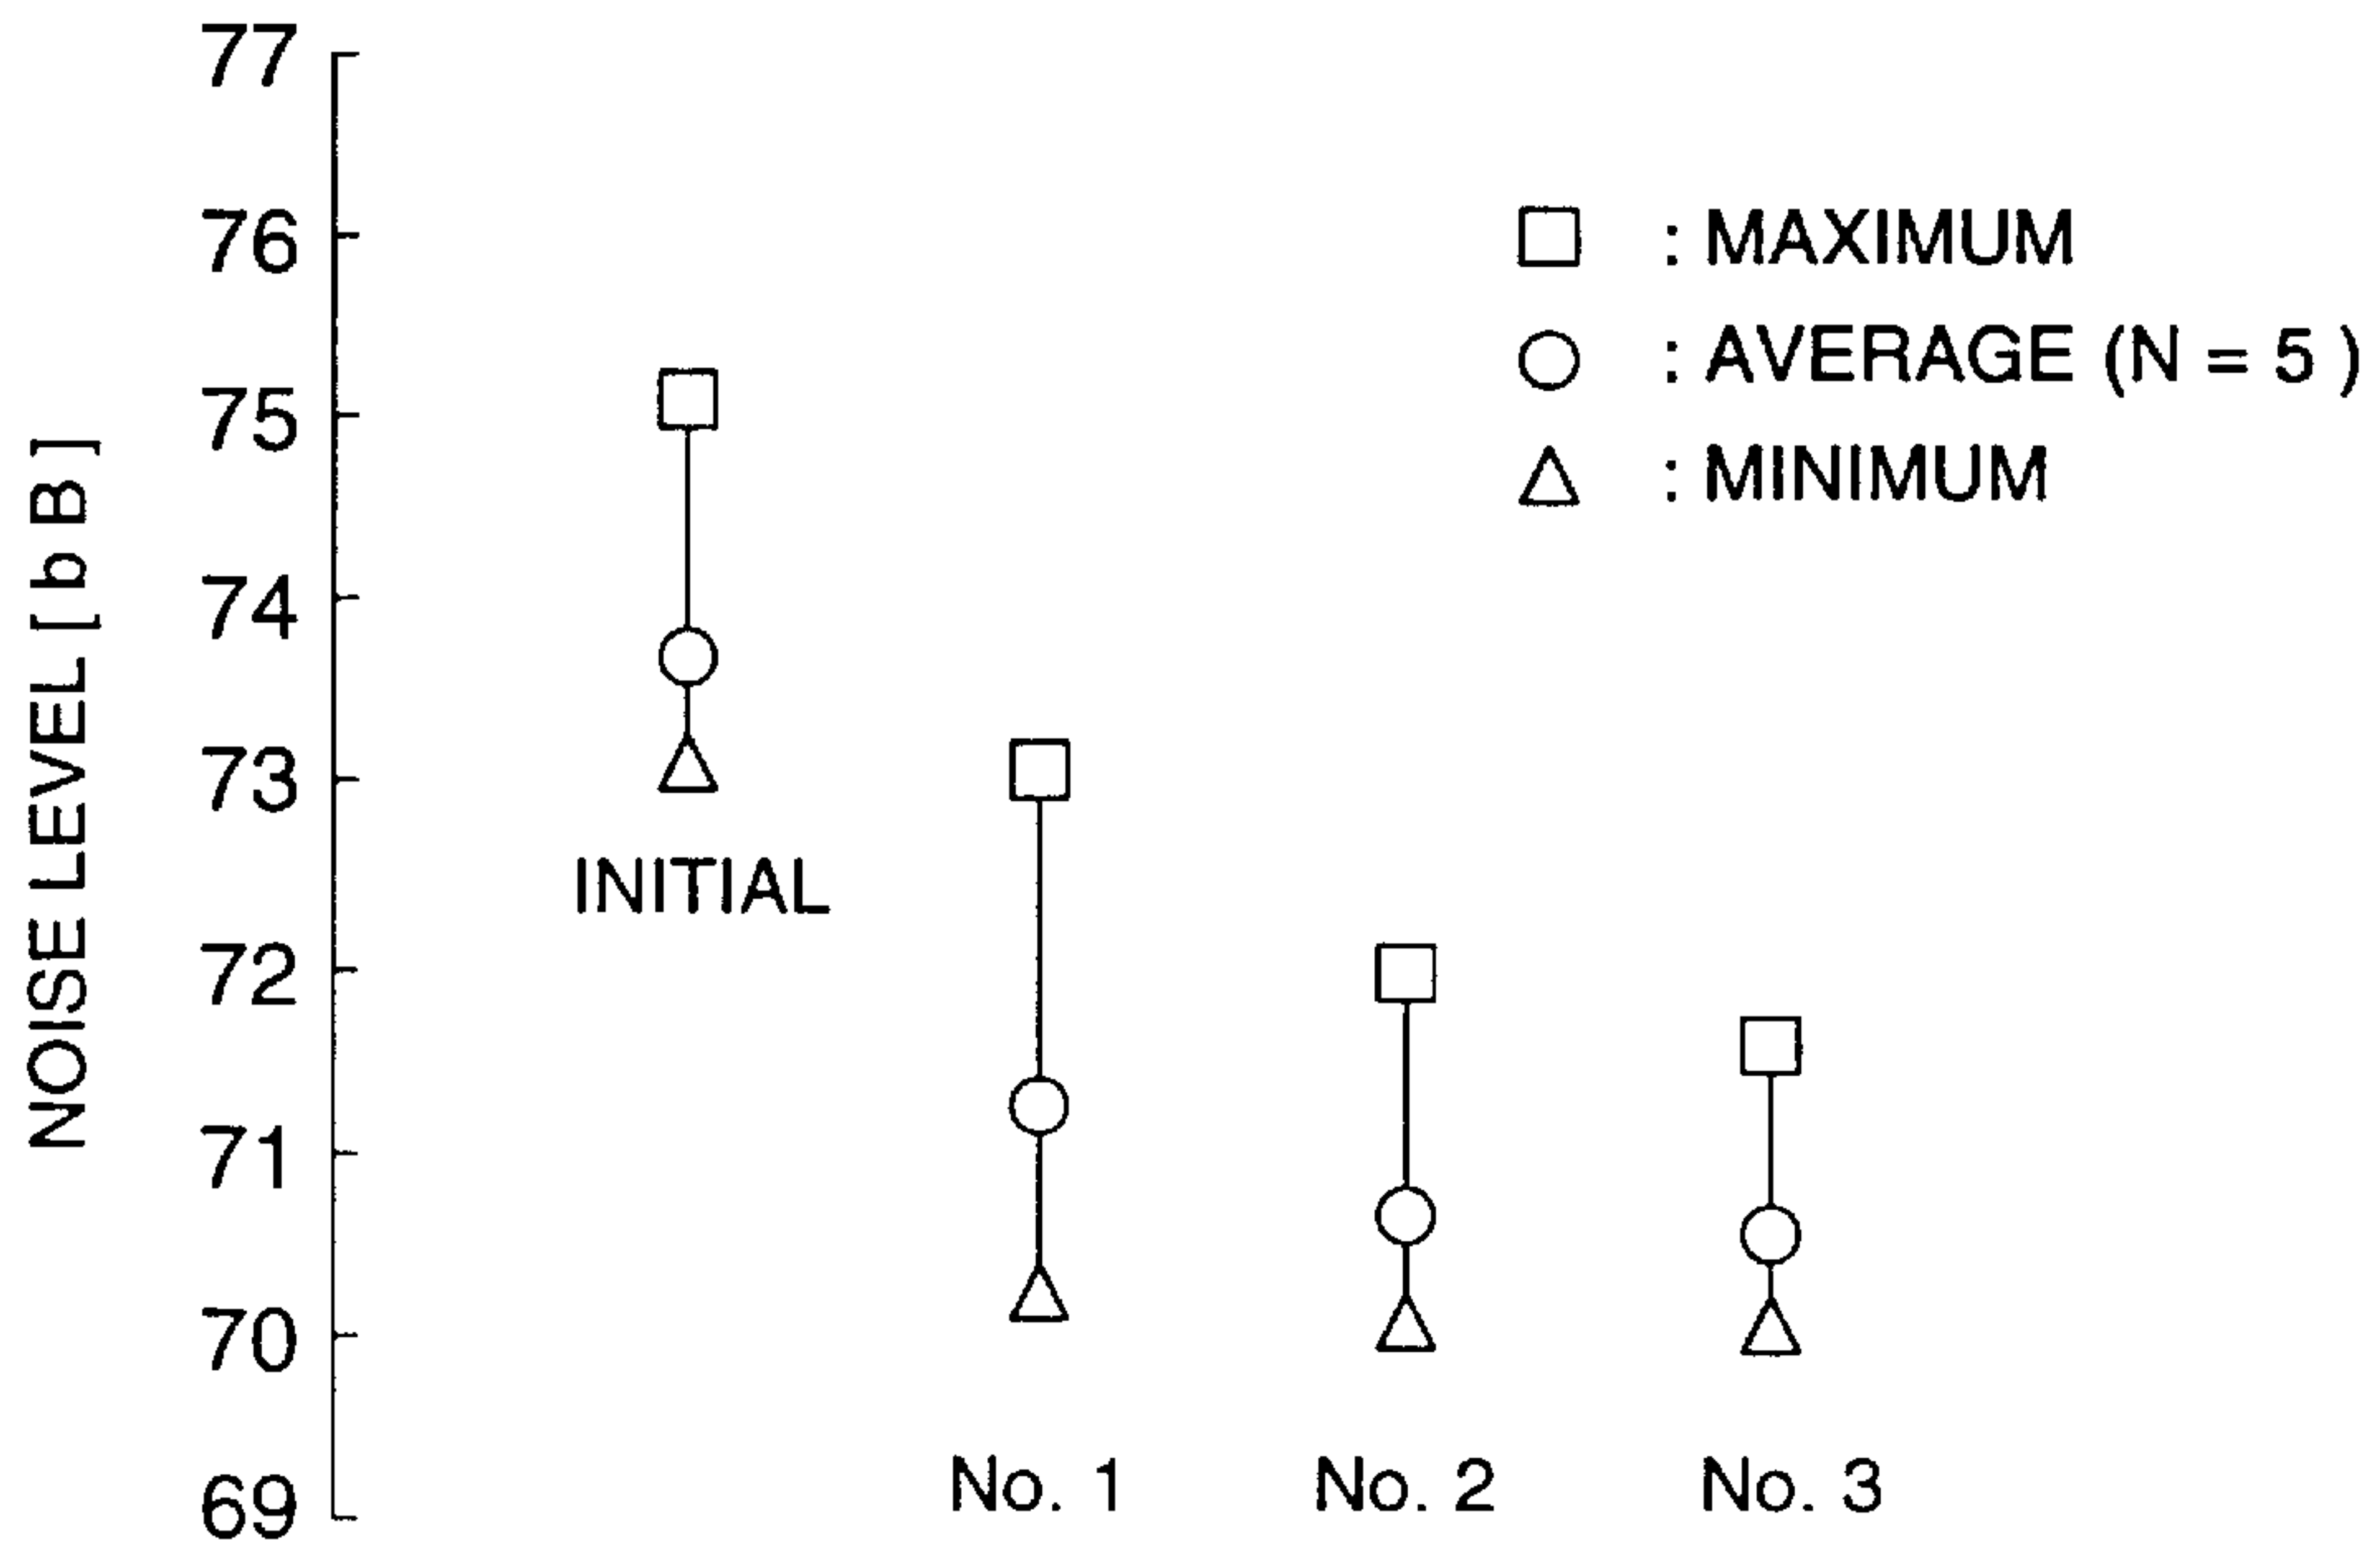 77
76
75
74
73
72
71
70
69
NOISE LEVEL [ b B ]
: MAXIMUM
: AVERAGE (N = 5 )
: MINIMUM
INITIAL
No. 1
No. 2
No. 3